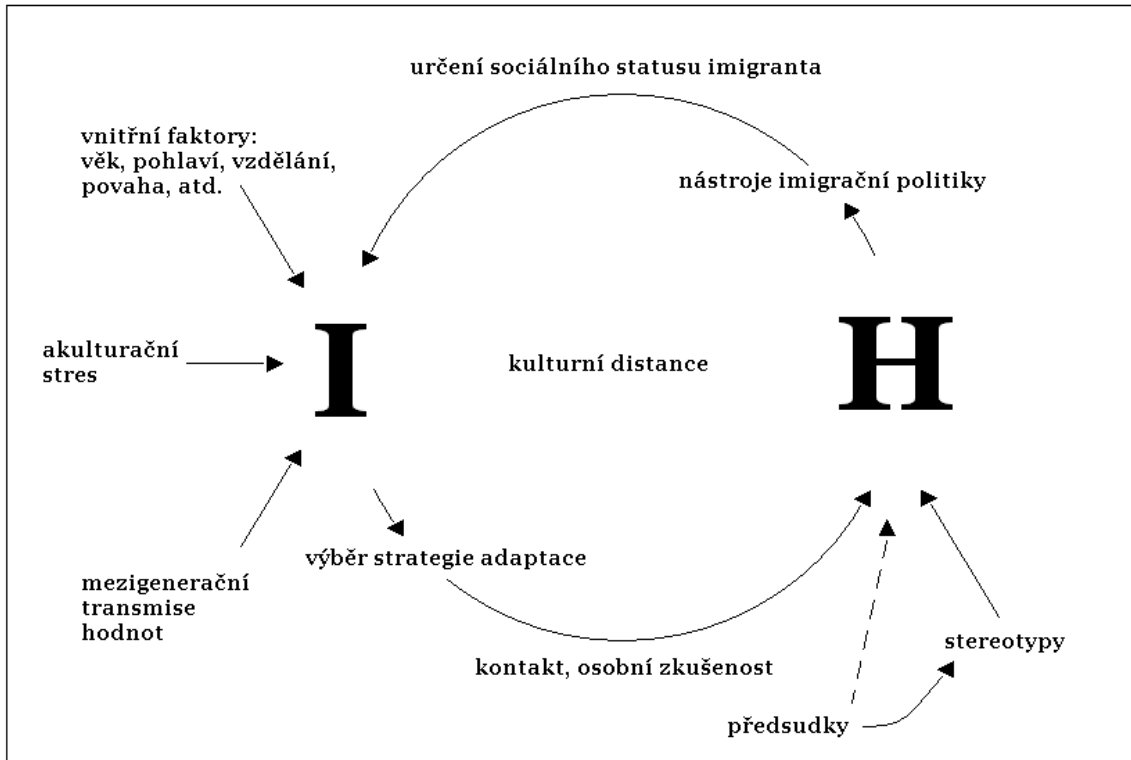 určení sociálního statusu imigranta
vnitřní faktory:
věk, pohlaví, vzdělání,
povaha, atd.
nástroje imigrační politiky
I
H
akulturační
stres
kulturní distance
výběr strategie adaptace
mezigenerační
transmise
hodnot
kontakt, osobní zkušenost
stereotypy
předsudky